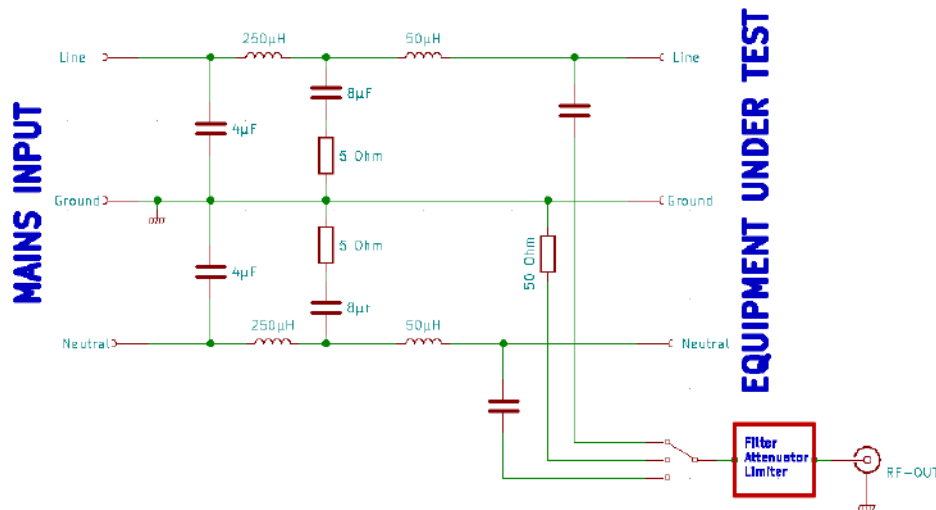 250µH
50µH
Line
Line
8µF
4µF
5 Ohm
MAINS INPUT
EQUIPMENT UNDER TEST
Ground
Ground
5 Ohm
50 Ohm
4µF
8µF
250µH
50µH
Neutral
Neutral
Filter
Attenuator
Limiter
RF-OUT